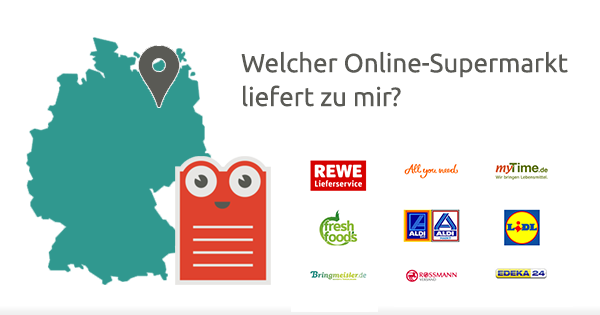 Welcher Online-Supermarkt
liefert zu mir?
REWE
Lieferservice
All you need
myTime.de
Wir bringen Lebensmittel.
fresh
foods
ALDI
ALDI
LIDL
Bringmeister.de
ROSSMANN
VERSAND
EDEKA 24